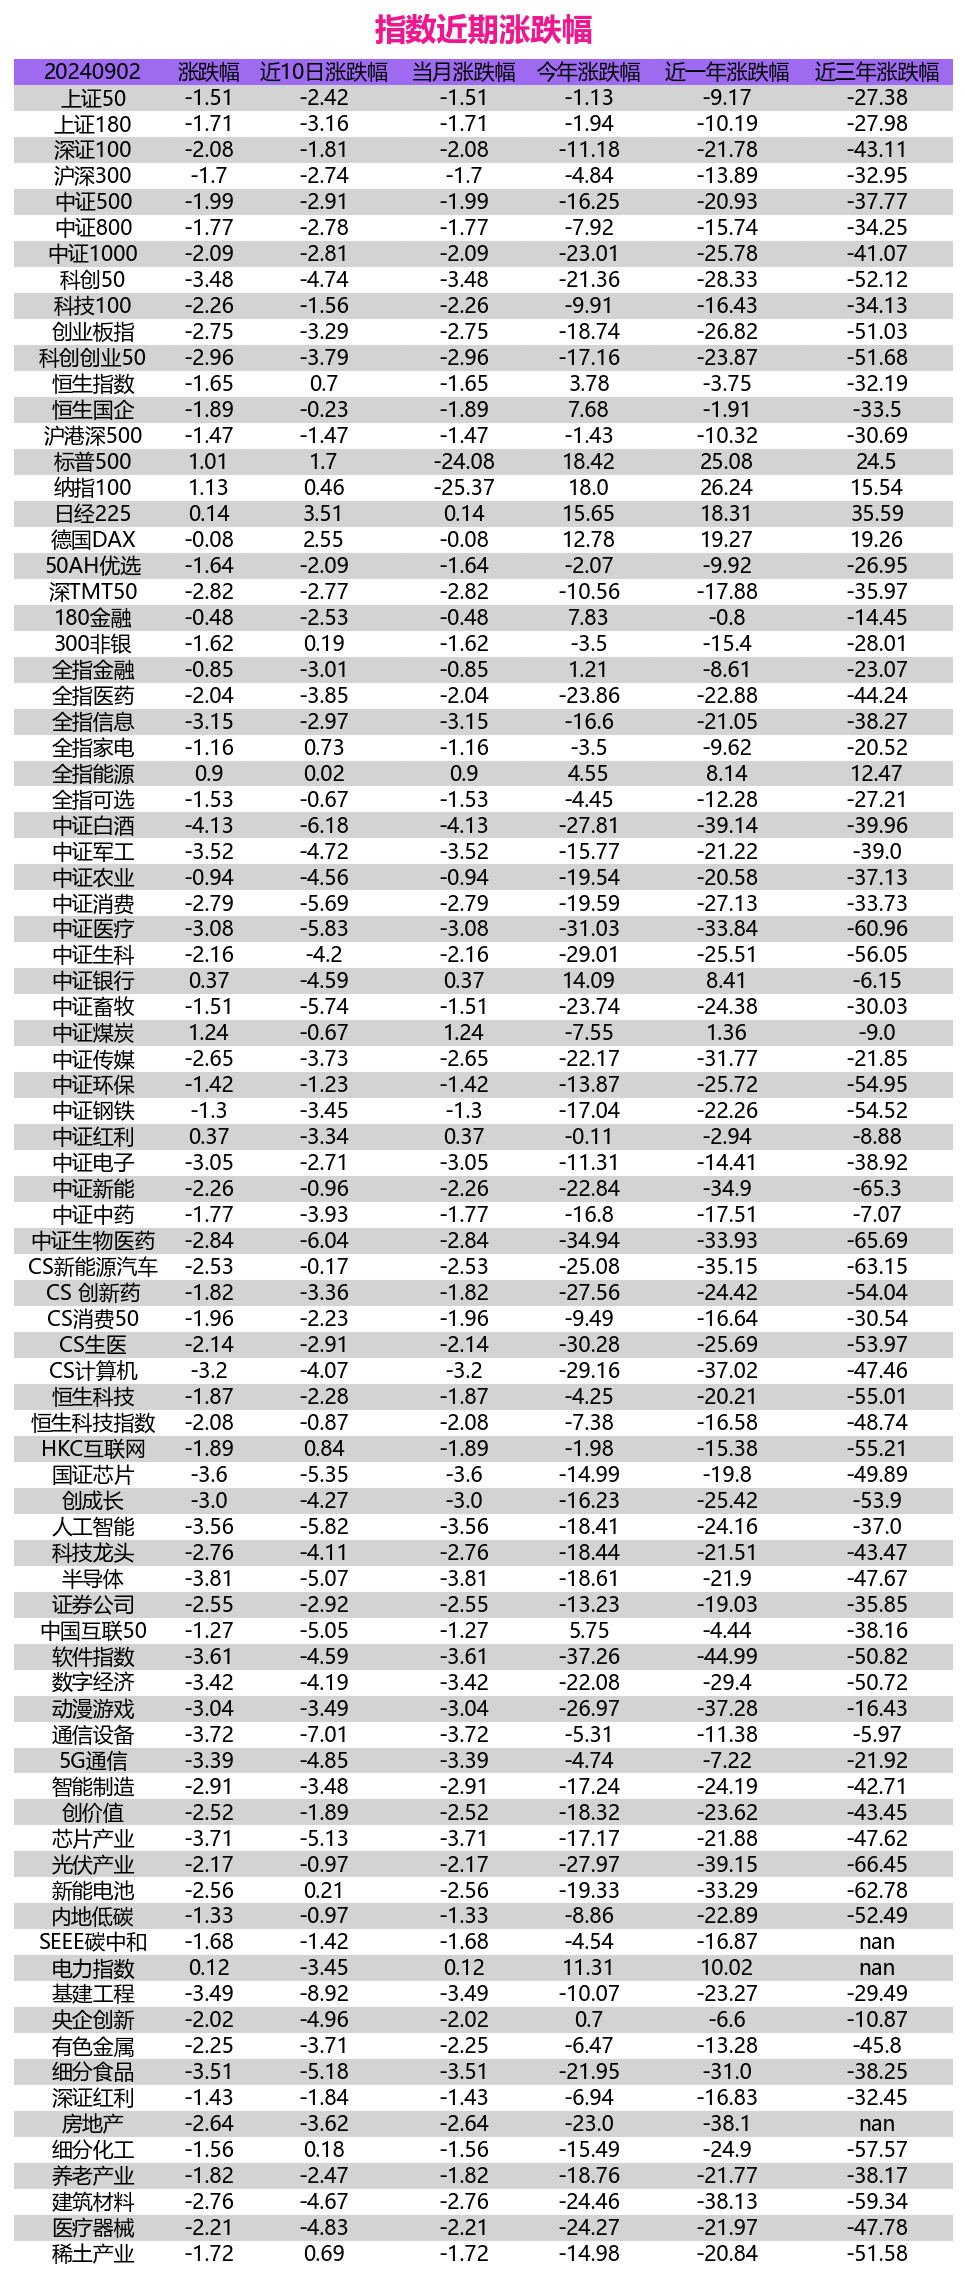 指数近期涨跌幅
20240902 涨跌幅 近10日涨跌幅 当月涨跌幅 今年涨跌幅 近一年涨跌幅 近三年涨跌幅
上证50 -1.51 -2.42 -1.51 -1.13 -9.17 -27.38
上证180 -1.71 -3.16 -1.71 -1.94 -10.19 -27.98
深证100 -2.08 -1.81 -2.08 -11.18 -21.78 -43.11
沪深300 -1.7 -2.74 -1.7 -4.84 -13.89 -32.95
中证500 -1.99 -2.91 -1.99 -16.25 -20.93 -37.77
中证800 -1.77 -2.78 -1.77 -7.92 -15.74 -34.25
中证1000 -2.09 -2.81 -2.09 -23.01 -25.78 -41.07
科创50 -3.48 -4.74 -3.48 -21.36 -28.33 -52.12
科技100 -2.26 -1.56 -2.26 -9.91 -16.43 -34.13
创业板指 -2.75 -3.29 -2.75 -18.74 -26.82 -51.03
科创创业50 -2.96 -3.79 -2.96 -17.16 -23.87 -51.68
恒生指数 -1.65 0.7 -1.65 3.78 -3.75 -32.19
恒生国企 -1.89 -0.23 -1.89 7.68 -1.91 -33.5
沪港深500 -1.47 -1.47 -1.47 -1.43 -10.32 -30.69
标普500 1.01 1.7 -24.08 18.42 25.08 24.5
纳指100 1.13 0.46 -25.37 18.0 26.24 15.54
日经225 0.14 3.51 0.14 15.65 18.31 35.59
德国DAX -0.08 2.55 -0.08 12.78 19.27 19.26
50AH优选 -1.64 -2.09 -1.64 -2.07 -9.92 -26.95
深TMT50 -2.82 -2.77 -2.82 -10.56 -17.88 -35.97
180金融 -0.48 -2.53 -0.48 7.83 -0.8 -14.45
300非银 -1.62 0.19 -1.62 -3.5 -15.4 -28.01
全指金融 -0.85 -3.01 -0.85 1.21 -8.61 -23.07
全指医药 -2.04 -3.85 -2.04 -23.86 -22.88 -44.24
全指信息 -3.15 -2.97 -3.15 -16.6 -21.05 -38.27
全指家电 -1.16 0.73 -1.16 -3.5 -9.62 -20.52
全指能源 0.9 0.02 0.9 4.55 8.14 12.47
全指可选 -1.53 -0.67 -1.53 -4.45 -12.28 -27.21
中证白酒 -4.13 -6.18 -4.13 -27.81 -39.14 -39.96
中证军工 -3.52 -4.72 -3.52 -15.77 -21.22 -39.0
中证农业 -0.94 -4.56 -0.94 -19.54 -20.58 -37.13
中证消费 -2.79 -5.69 -2.79 -19.59 -27.13 -33.73
中证医疗 -3.08 -5.83 -3.08 -31.03 -33.84 -60.96
中证生科 -2.16 -4.2 -2.16 -29.01 -25.51 -56.05
中证银行 0.37 -4.59 0.37 14.09 8.41 -6.15
中证畜牧 -1.51 -5.74 -1.51 -23.74 -24.38 -30.03
中证煤炭 1.24 -0.67 1.24 -7.55 1.36 -9.0
中证传媒 -2.65 -3.73 -2.65 -22.17 -31.77 -21.85
中证环保 -1.42 -1.23 -1.42 -13.87 -25.72 -54.95
中证钢铁 -1.3 -3.45 -1.3 -17.04 -22.26 -54.52
中证红利 0.37 -3.34 0.37 -0.11 -2.94 -8.88
中证电子 -3.05 -2.71 -3.05 -11.31 -14.41 -38.92
中证新能 -2.26 -0.96 -2.26 -22.84 -34.9 -65.3
中证中药 -1.77 -3.93 -1.77 -16.8 -17.51 -7.07
中证生物医药 -2.84 -6.04 -2.84 -34.94 -33.93 -65.69
CS新能源汽车 -2.53 -0.17 -2.53 -25.08 -35.15 -63.15
CS 创新药 -1.82 -3.36 -1.82 -27.56 -24.42 -54.04
CS消费50 -1.96 -2.23 -1.96 -9.49 -16.64 -30.54
CS生医 -2.14 -2.91 -2.14 -30.28 -25.69 -53.97
CS计算机 -3.2 -4.07 -3.2 -29.16 -37.02 -47.46
恒生科技 -1.87 -2.28 -1.87 -4.25 -20.21 -55.01
恒生科技指数 -2.08 -0.87 -2.08 -7.38 -16.58 -48.74
HKC互联网 -1.89 0.84 -1.89 -1.98 -15.38 -55.21
国证芯片 -3.6 -5.35 -3.6 -14.99 -19.8 -49.89
创成长 -3.0 -4.27 -3.0 -16.23 -25.42 -53.9
人工智能 -3.56 -5.82 -3.56 -18.41 -24.16 -37.0
科技龙头 -2.76 -4.11 -2.76 -18.44 -21.51 -43.47
半导体 -3.81 -5.07 -3.81 -18.61 -21.9 -47.67
证券公司 -2.55 -2.92 -2.55 -13.23 -19.03 -35.85
中国互联50 -1.27 -5.05 -1.27 5.75 -4.44 -38.16
软件指数 -3.61 -4.59 -3.61 -37.26 -44.99 -50.82
数字经济 -3.42 -4.19 -3.42 -22.08 -29.4 -50.72
动漫游戏 -3.04 -3.49 -3.04 -26.97 -37.28 -16.43
通信设备 -3.72 -7.01 -3.72 -5.31 -11.38 -5.97
5G通信 -3.39 -4.85 -3.39 -4.74 -7.22 -21.92
智能制造 -2.91 -3.48 -2.91 -17.24 -24.19 -42.71
创价值 -2.52 -1.89 -2.52 -18.32 -23.62 -43.45
芯片产业 -3.71 -5.13 -3.71 -17.17 -21.88 -47.62
光伏产业 -2.17 -0.97 -2.17 -27.97 -39.15 -66.45
新能电池 -2.56 0.21 -2.56 -19.33 -33.29 -62.78
内地低碳 -1.33 -0.97 -1.33 -8.86 -22.89 -52.49
SEEE碳中和 -1.68 -1.42 -1.68 -4.54 -16.87 nan
电力指数 0.12 -3.45 0.12 11.31 10.02 nan
基建工程 -3.49 -8.92 -3.49 -10.07 -23.27 -29.49
央企创新 -2.02 -4.96 -2.02 0.7 -6.6 -10.87
有色金属 -2.25 -3.71 -2.25 -6.47 -13.28 -45.8
细分食品 -3.51 -5.18 -3.51 -21.95 -31.0 -38.25
深证红利 -1.43 -1.84 -1.43 -6.94 -16.83 -32.45
房地产 -2.64 -3.62 -2.64 -23.0 -38.1 nan
细分化工 -1.56 0.18 -1.56 -15.49 -24.9 -57.57
养老产业 -1.82 -2.47 -1.82 -18.76 -21.77 -38.17
建筑材料 -2.76 -4.67 -2.76 -24.46 -38.13 -59.34
医疗器械 -2.21 -4.83 -2.21 -24.27 -21.97 -47.78
稀土产业 -1.72 0.69 -1.72 -14.98 -20.84 -51.58